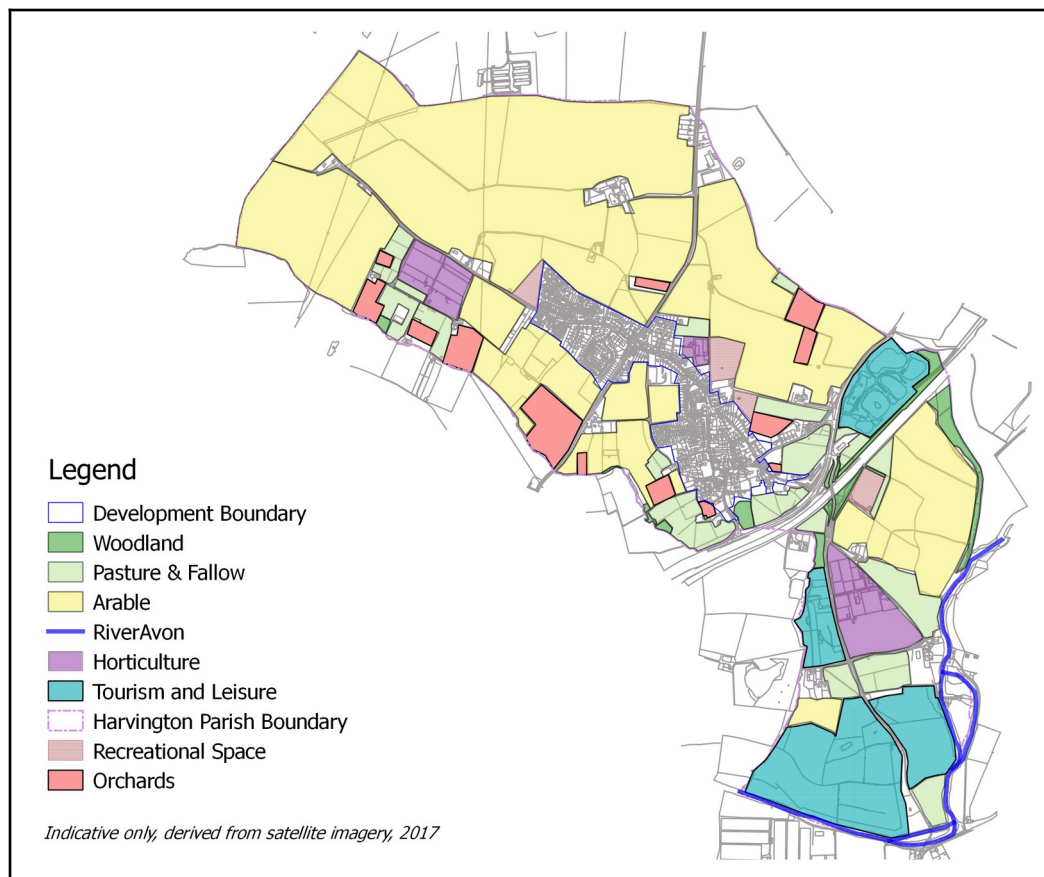 Legend
Development Boundary
Woodland
Pasture & Fallow
Arable
RiverAvon
Horticulture
Tourism and Leisure
Harvington Parish Boundary
Recreational Space
Orchards
Indicative only, derived from satellite imagery, 2017